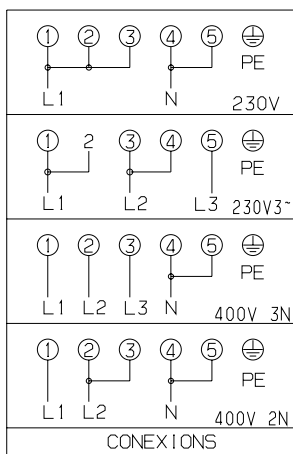 1 2 3 4 5
PE
L1 N 230V
1 2 3 4 5
PE
L1 L2 L3 230V3~
1 2 3 4 5
PE
L1 L2 L3 N 400V 3N
1 2 3 4 5
PE
L1 L2 N 400V 2N
CONEXIONS